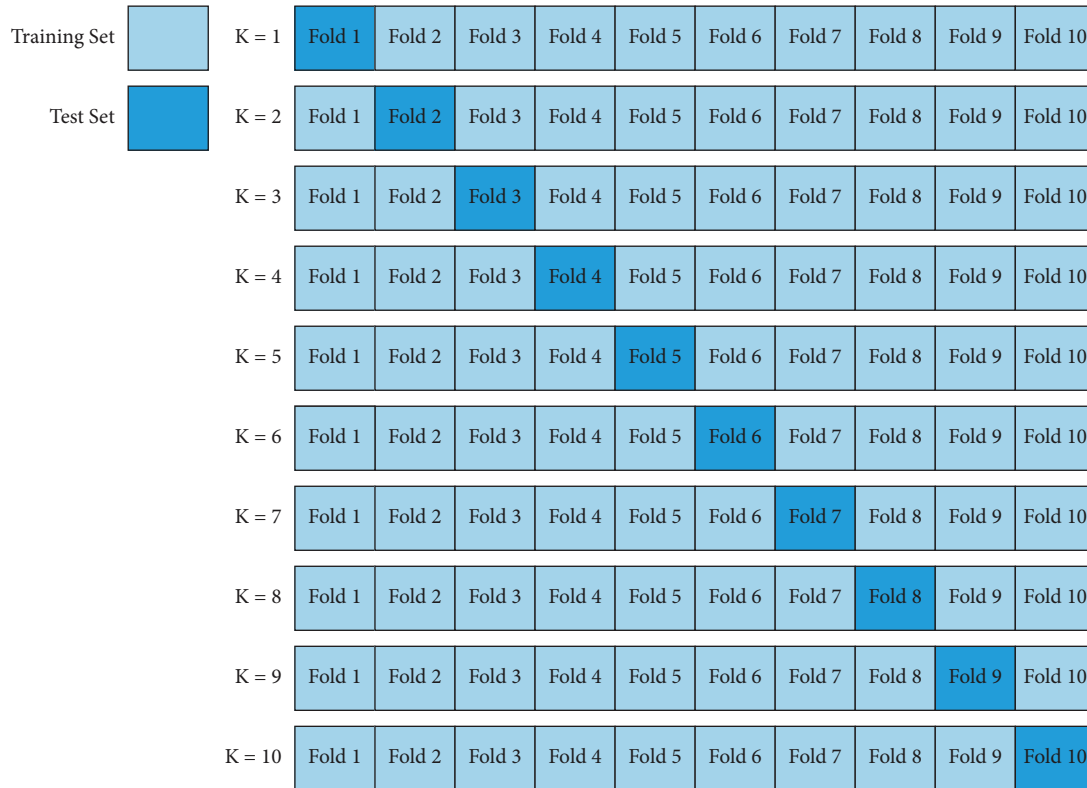 Training Set K = 1 Fold 1 Fold 2 Fold 3 Fold 4 Fold 5 Fold 6 Fold 7 Fold 8 Fold 9 Fold 10
Test Set K = 2 Fold 1 Fold 2 Fold 3 Fold 4 Fold 5 Fold 6 Fold 7 Fold 8 Fold 9 Fold 10
K = 3 Fold 1 Fold 2 Fold 3 Fold 4 Fold 5 Fold 6 Fold 7 Fold 8 Fold 9 Fold 10
K = 4 Fold 1 Fold 2 Fold 3 Fold 4 Fold 5 Fold 6 Fold 7 Fold 8 Fold 9 Fold 10
K = 5 Fold 1 Fold 2 Fold 3 Fold 4 Fold 5 Fold 6 Fold 7 Fold 8 Fold 9 Fold 10
K = 6 Fold 1 Fold 2 Fold 3 Fold 4 Fold 5 Fold 6 Fold 7 Fold 8 Fold 9 Fold 10
K = 7 Fold 1 Fold 2 Fold 3 Fold 4 Fold 5 Fold 6 Fold 7 Fold 8 Fold 9 Fold 10
K = 8 Fold 1 Fold 2 Fold 3 Fold 4 Fold 5 Fold 6 Fold 7 Fold 8 Fold 9 Fold 10
K = 9 Fold 1 Fold 2 Fold 3 Fold 4 Fold 5 Fold 6 Fold 7 Fold 8 Fold 9 Fold 10
K = 10 Fold 1 Fold 2 Fold 3 Fold 4 Fold 5 Fold 6 Fold 7 Fold 8 Fold 9 Fold 10